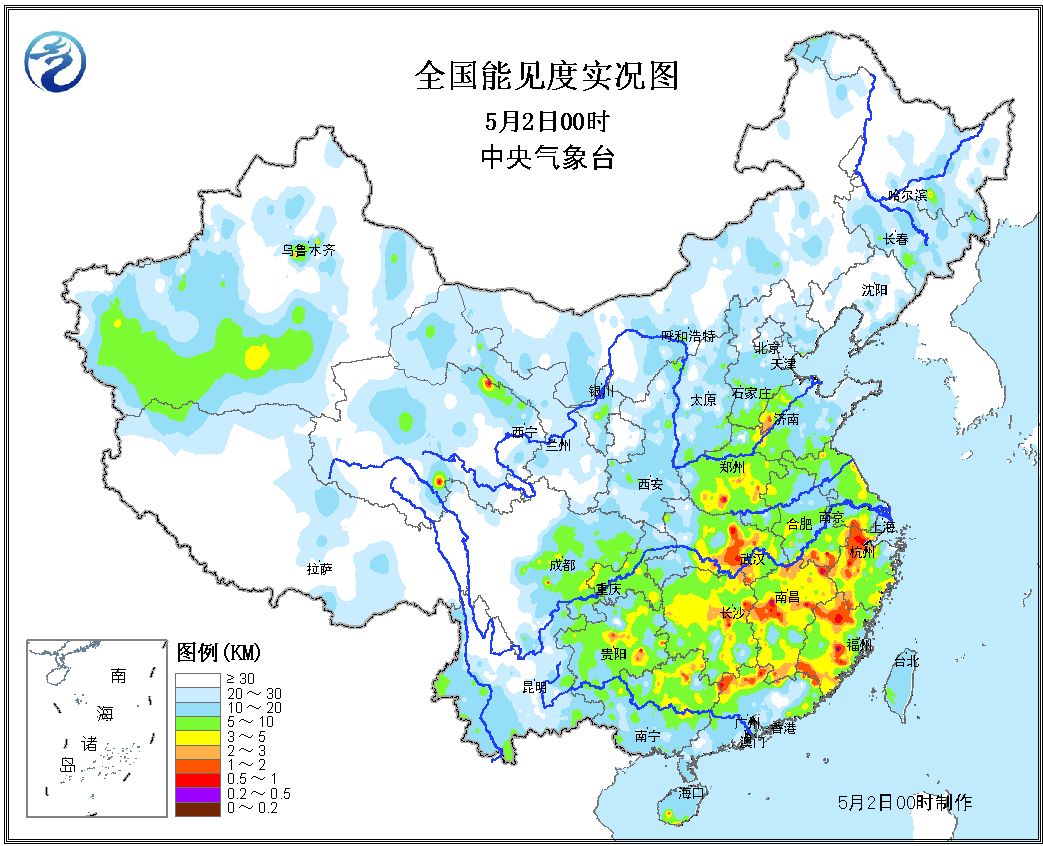 全国能见度实况图
5月2日00时
中央气象台
哈尔滨
长春
乌鲁木齐
沈阳
呼和浩特
北京
天津
银川
太原
石家庄
济南
西宁
兰州
郑州
西安
合肥
南京
上海
成都
武汉
杭州
拉萨
重庆
南昌
长沙
贵阳
福州
台北
昆明
广州
香港
南宁
澳门
海口
南
海
诸
岛
图例(KM)
≥30
20～30
10～20
5～10
3～5
2～3
1～2
0.5～1
0.2～0.5
0～0.2
5月2日00时制作